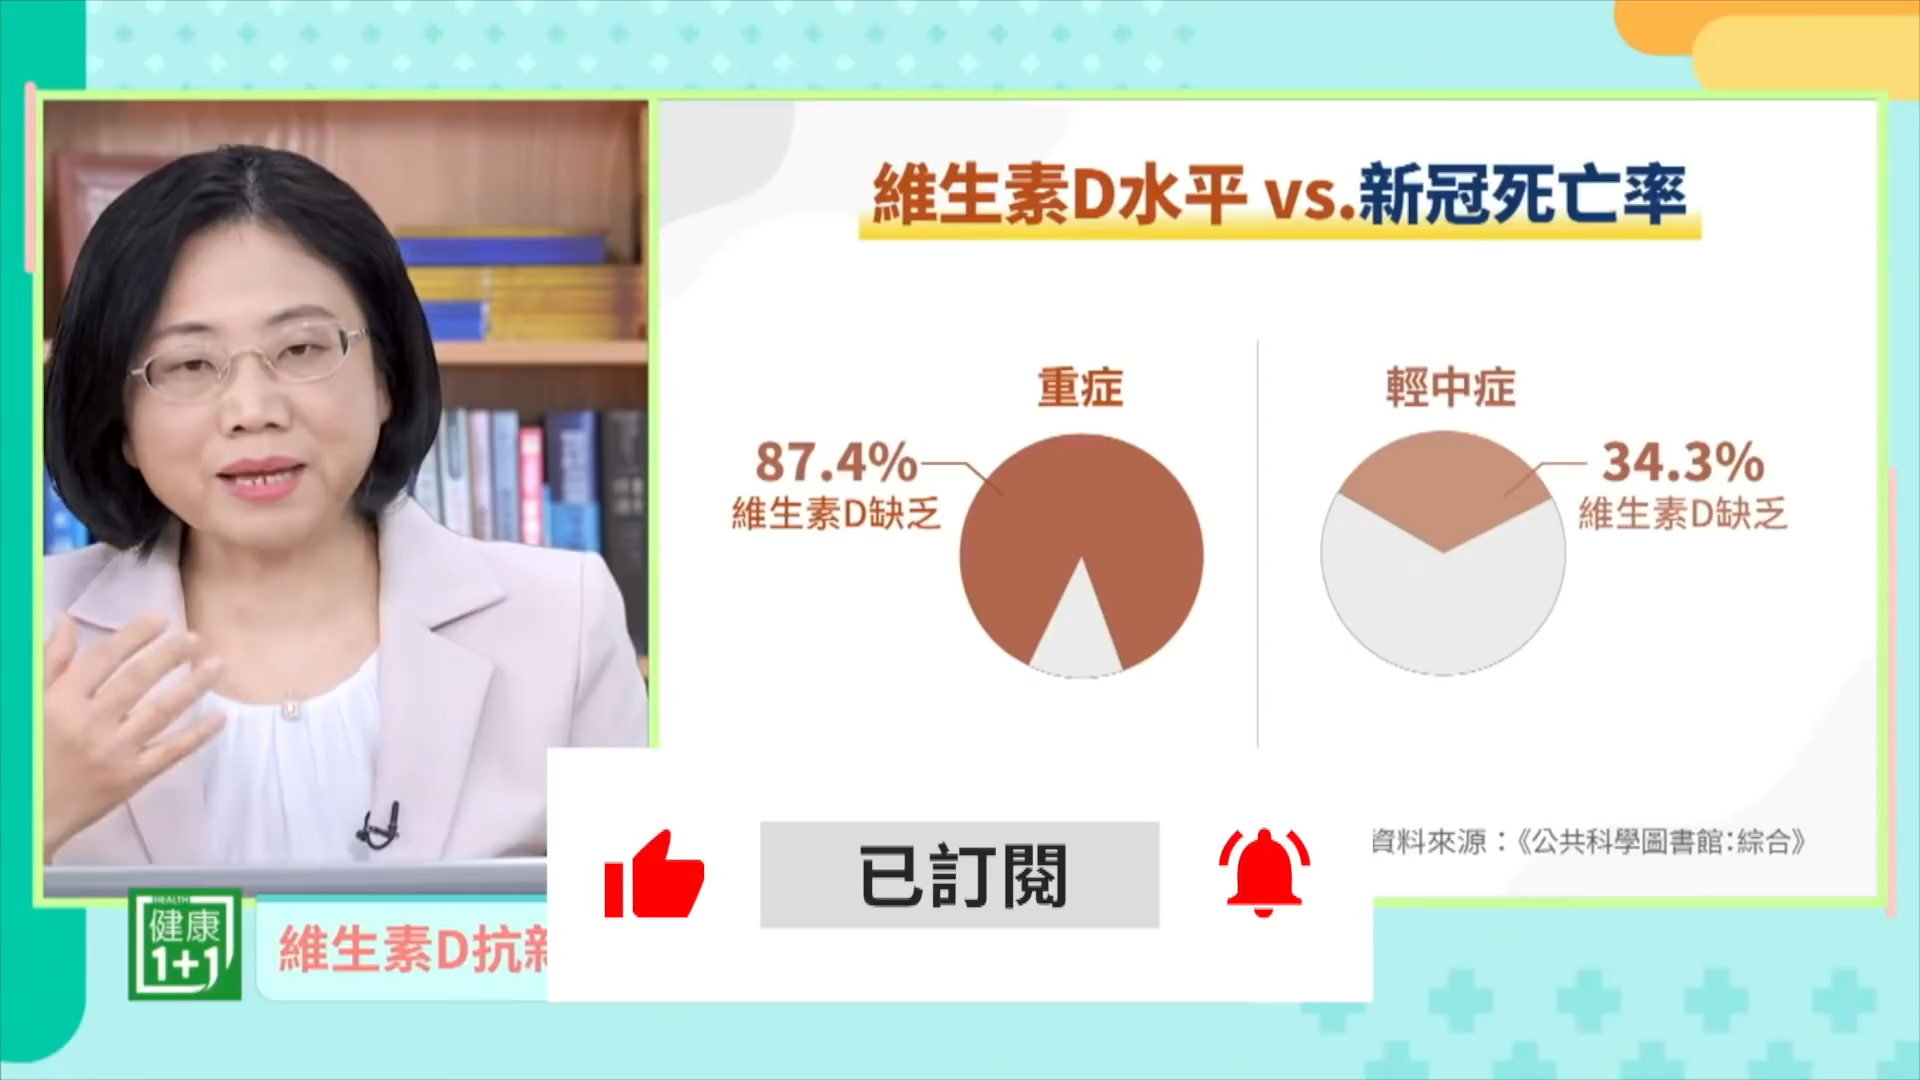 維生素D水平 vs.新冠死亡率
重症
87.4%
維生素D缺乏
輕中症
34.3%
維生素D缺乏
資料來源：《公共科學圖書館：綜合》
已訂閱
HEALTH
健康
1+1
維生素D抗